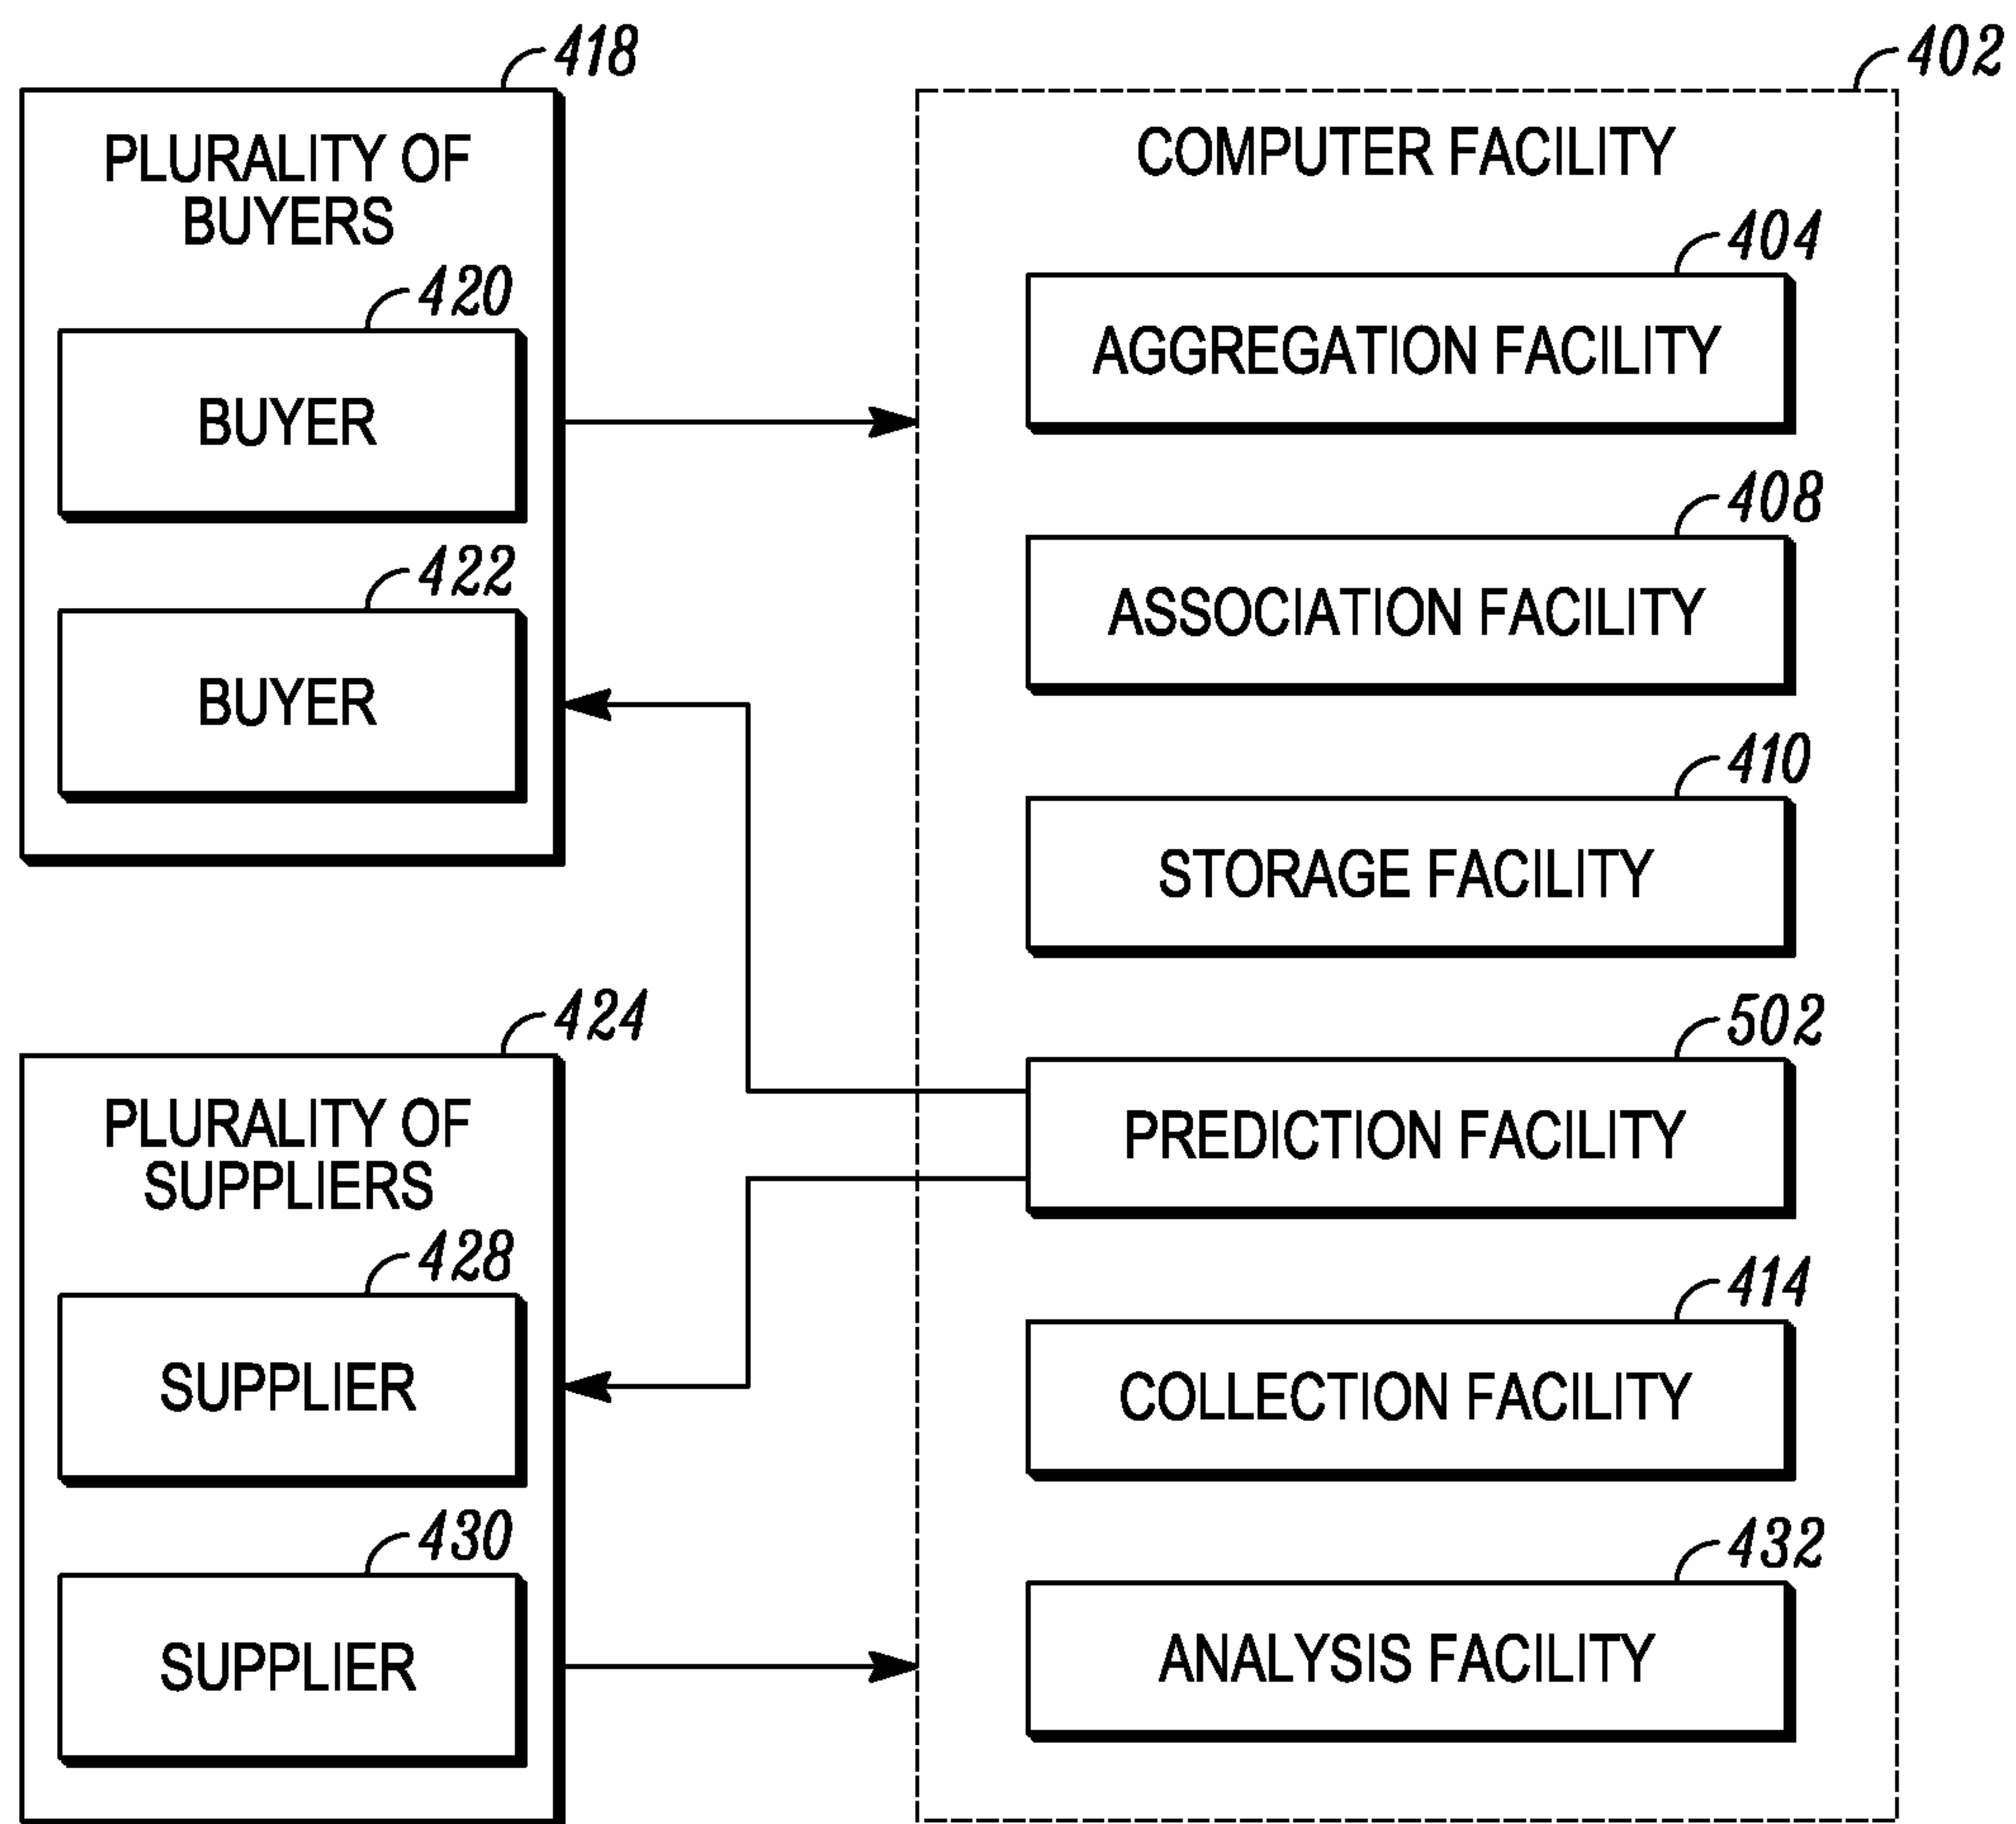 418
PLURALITY OF
BUYERS
420
BUYER
422
BUYER
424
PLURALITY OF
SUPPLIERS
428
SUPPLIER
430
SUPPLIER
402
COMPUTER FACILITY
404
AGGREGATION FACILITY
408
ASSOCIATION FACILITY
410
STORAGE FACILITY
502
PREDICTION FACILITY
414
COLLECTION FACILITY
432
ANALYSIS FACILITY